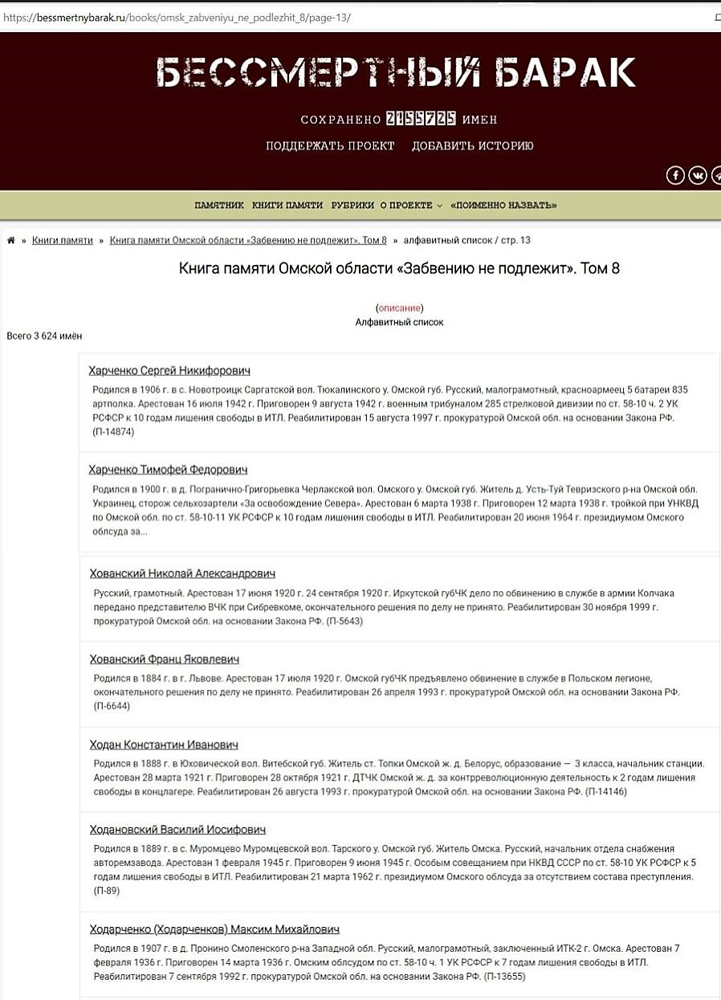 https://bessmertnybarak.ru/books/omsk_zabveniyu_ne_podlezhit_8/page-13/
БЕССМЕРТНЫЙ БАРАК
СОХРАНЕНО 2155725 ИМЕН
ПОДДЕРЖАТЬ ПРОЕКТ ДОБАВИТЬ ИСТОРИЮ
ПАМЯТНИК КНИГИ ПАМЯТИ РУБРИКИ О ПРОЕКТЕ «ПОИМЕННО НАЗВАТЬ»
» Книги памяти » Книга памяти Омской области «Забвению не подлежит». Том 8 » алфавитный список / стр. 13
Книга памяти Омской области «Забвению не подлежит». Том 8
(описание)
Алфавитный список
Всего 3 624 имён
Харченко Сергей Никифорович
Родился в 1906 г. в с. Новотроицк Саргатской вол. Тюкалинского у. Омской губ. Русский, малограмотный, красноармеец 5 батареи 835
артполка. Арестован 16 июля 1942 г. Приговорен 9 августа 1942 г. военным трибуналом 285 стрелковой дивизии по ст. 58-10 ч. 2 УК
РСФСР к 10 годам лишения свободы в ИТЛ. Реабилитирован 15 августа 1997 г. прокуратурой Омской обл. на основании Закона РФ.
(П-14874)
Харченко Тимофей Федорович
Родился в 1900 г. в д. Погранично-Григорьевка Черлакской вол. Омского у. Омской губ. Житель д. Усть-Туй Тевризского р-на Омской обл.
Украинец, сторож сельхозартели «За освобождение Севера». Арестован 6 марта 1938 г. Приговорен 12 марта 1938 г. тройкой при УНКВД
по Омской обл. по ст. 58-10-11 УК РСФСР к 10 годам лишения свободы в ИТЛ. Реабилитирован 20 июня 1964 г. президиумом Омского
облсуда за...
Хованский Николай Александрович
Русский, грамотный. Арестован 17 июня 1920 г. 24 сентября 1920 г. Иркутской губЧК дело по обвинению в службе в армии Колчака
передано представителю ВЧК при Сибревкоме, окончательного решения по делу не принято. Реабилитирован 30 ноября 1999 г.
прокуратурой Омской обл. на основании Закона РФ. (П-5643)
Хованский Франц Яковлевич
Родился в 1884 г. в г. Львове. Арестован 17 июля 1920 г. Омской губЧК предъявлено обвинение в службе в Польском легионе,
окончательного решения по делу не принято. Реабилитирован 26 апреля 1993 г. прокуратурой Омской обл. на основании Закона РФ.
(П-6644)
Ходан Константин Иванович
Родился в 1888 г. в Юховической вол. Витебской губ. Житель ст. Топки Омской ж. д. Белорус, образование — 3 класса, начальник станции.
Арестован 28 марта 1921 г. Приговорен 28 октября 1921 г. ДТЧК Омской ж. д. за контрреволюционную деятельность к 2 годам лишения
свободы в концлагере. Реабилитирован 26 августа 1993 г. прокуратурой Омской обл. на основании Закона РФ. (П-14146)
Ходановский Василий Иосифович
Родился в 1889 г. в с. Муромцево Муромцевской вол. Тарского у. Омской губ. Житель Омска. Русский, начальник отдела снабжения
авторемзавода. Арестован 1 февраля 1945 г. Приговорен 9 июня 1945 г. Особым совещанием при НКВД СССР по ст. 58-10 УК РСФСР к 5
годам лишения свободы в ИТЛ. Реабилитирован 21 марта 1962 г. президиумом Омского облсуда за отсутствием состава преступления.
(П-89)
Ходарченко (Ходарченков) Максим Михайлович
Родился в 1907 г. в д. Пронино Смоленского р-на Западной обл. Русский, малограмотный, заключенный ИТК-2 г. Омска. Арестован 7
февраля 1936 г. Приговорен 14 марта 1936 г. Омским облсудом по ст. 58-10 ч. 1 УК РСФСР к 7 годам лишения свободы в ИТЛ.
Реабилитирован 7 сентября 1992 г. прокуратурой Омской обл. на основании Закона РФ. (П-13655)